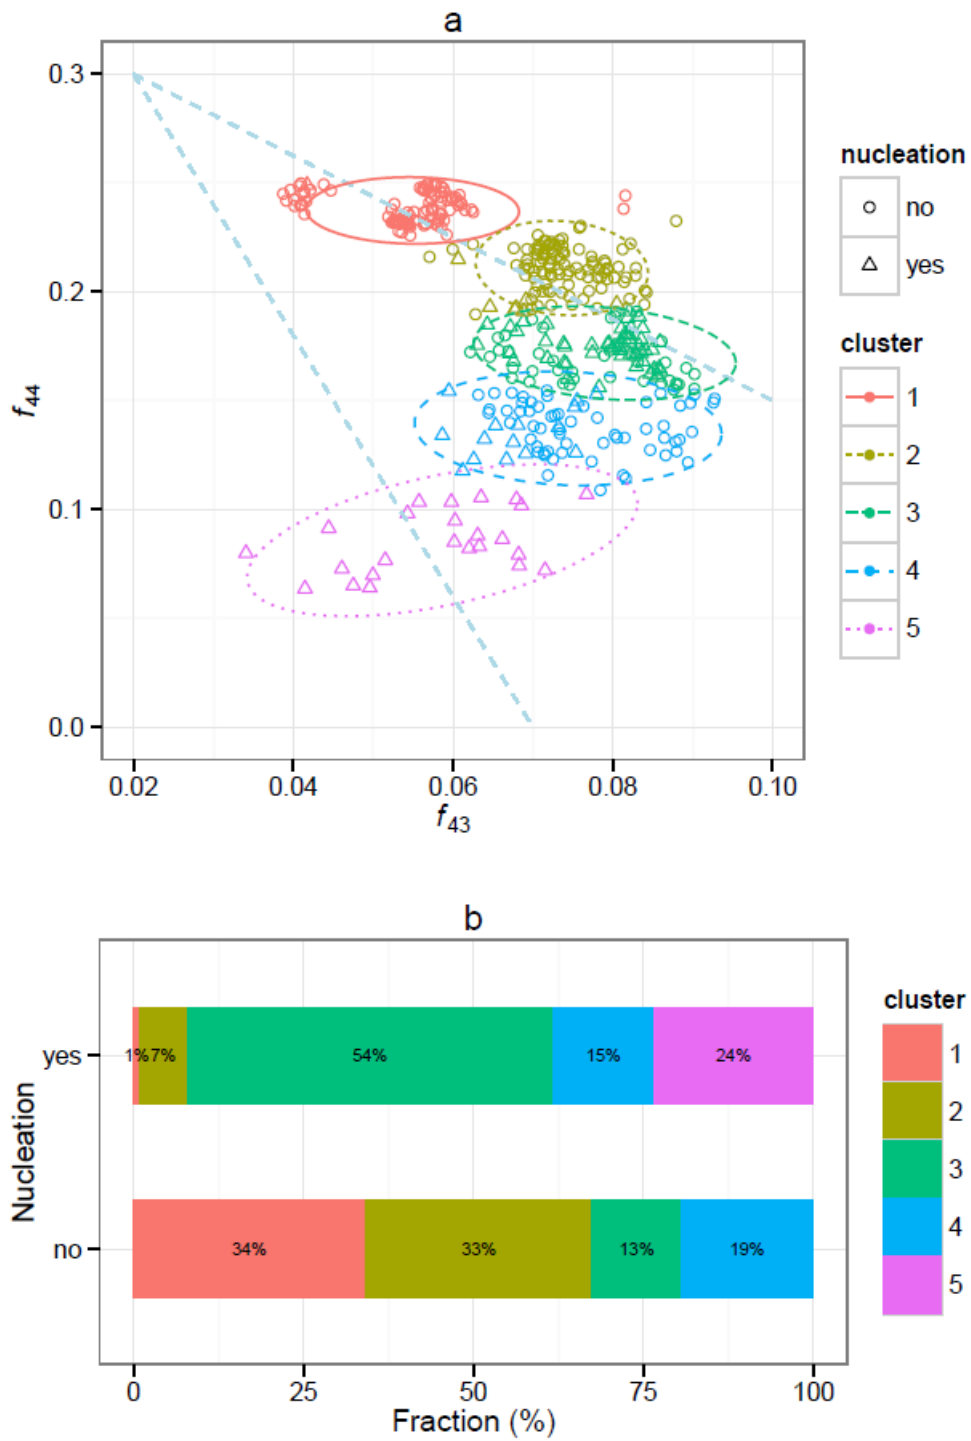 a
0.3
0.2
0.1
0.0
f44
0.02 0.04 0.06 0.08 0.10
f43
nucleation
no
yes
cluster
1
2
3
4
5
b
Nucleation
yes
1% 7% 54% 15% 24%
no
34% 33% 13% 19%
0 25 50 75 100
Fraction (%)
cluster
1
2
3
4
5